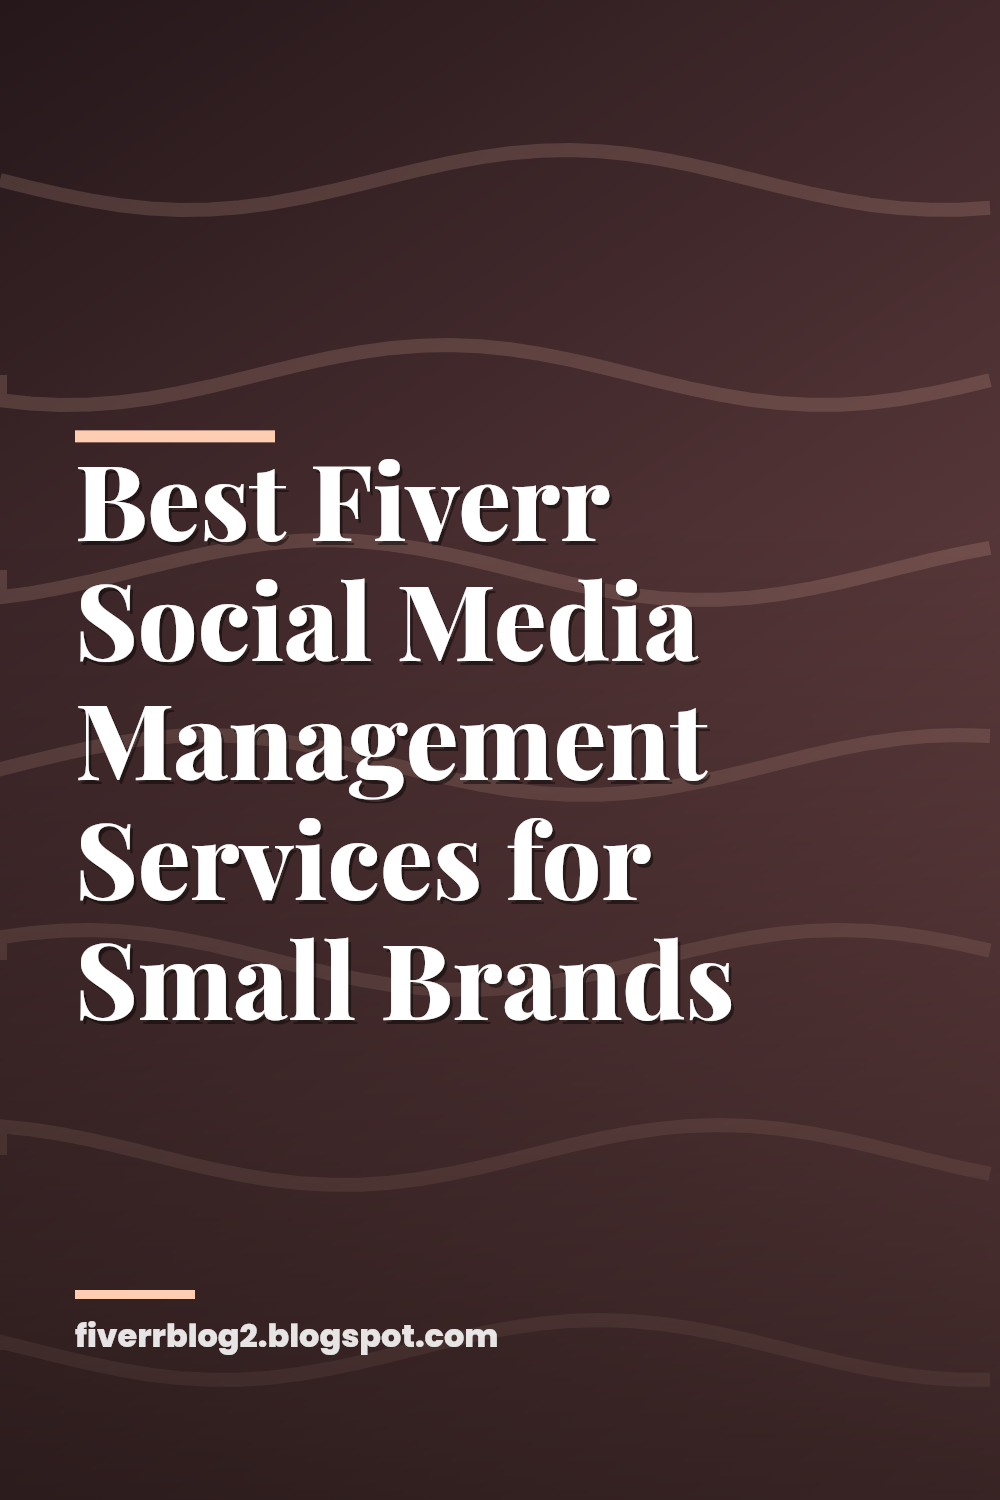 Best Fiverr
Social Media
Management
Services for
Small Brands
fiverrblog2.blogspot.com